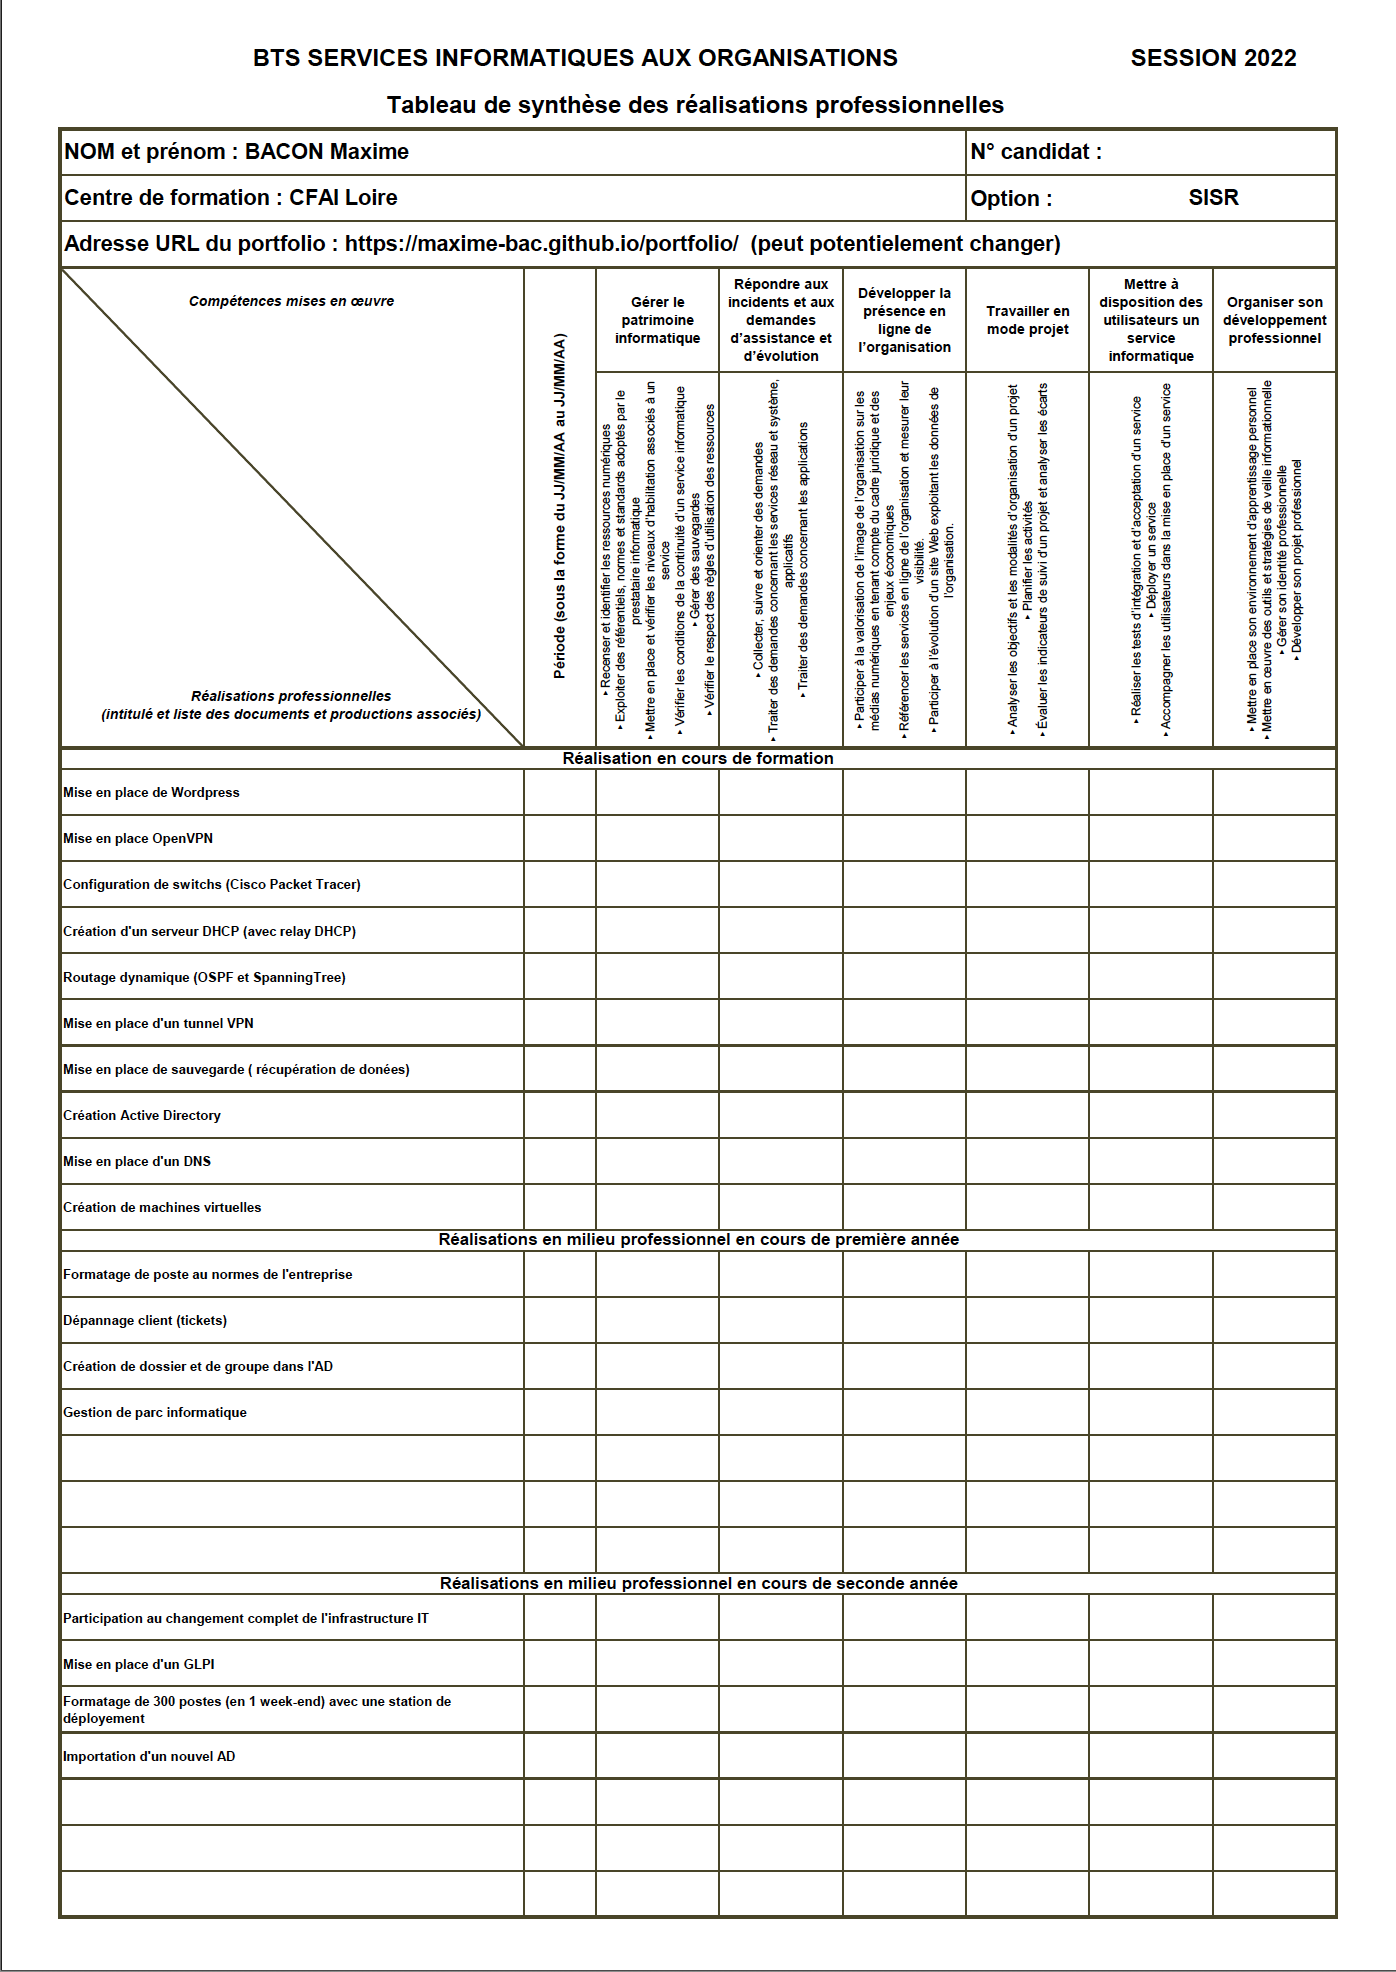 BTS SERVICES INFORMATIQUES AUX ORGANISATIONS SESSION 2022
Tableau de synthèse des réalisations professionnelles
NOM et prénom : BACON Maxime
N° candidat :
Centre de formation : CFAI Loire
Option : SISR
Adresse URL du portfolio : https://maxime-bac.github.io/portfolio/ (peut potentielement changer)
Compétences mises en œuvre
Réalisations professionnelles
(intitulé et liste des documents et productions associés)
Période (sous la forme du JJ/MM/AA au JJ/MM/AA)
Gérer le
patrimoine
informatique
Répondre aux
incidents et aux
demandes
d’assistance et
d’évolution
Développer la
présence en
ligne de
l’organisation
Travailler en
mode projet
Mettre à
disposition des
utilisateurs un
service
informatique
Organiser son
développement
professionnel
‣ Recenser et identifier les ressources numériques
‣ Exploiter des référentiels, normes et standards adoptés par le
prestataire informatique
‣ Mettre en place et vérifier les niveaux d’habilitation associés à un
service
‣ Vérifier les conditions de la continuité d’un service informatique
‣ Gérer des sauvegardes
‣ Vérifier le respect des règles d’utilisation des ressources
‣ Collecter, suivre et orienter des demandes
‣ Traiter des demandes concernant les services réseau et système,
applicatifs
‣ Traiter des demandes concernant les applications
‣ Participer à la valorisation de l’image de l’organisation sur les
médias numériques en tenant compte du cadre juridique et des
enjeux économiques
‣ Référencer les services en ligne de l’organisation et mesurer leur
visibilité.
‣ Participer à l’évolution d’un site Web exploitant les données de
l’organisation.
‣ Analyser les objectifs et les modalités d’organisation d’un projet
‣ Planifier les activités
‣ Évaluer les indicateurs de suivi d’un projet et analyser les écarts
‣ Réaliser les tests d’intégration et d’acceptation d’un service
‣ Déployer un service
‣ Accompagner les utilisateurs dans la mise en place d’un service
‣ Mettre en place son environnement d’apprentissage personnel
‣ Mettre en œuvre des outils et stratégies de veille informationnelle
‣ Gérer son identité professionnelle
‣ Développer son projet professionnel
Réalisation en cours de formation
Mise en place de Wordpress
Mise en place OpenVPN
Configuration de switchs (Cisco Packet Tracer)
Création d'un serveur DHCP (avec relay DHCP)
Routage dynamique (OSPF et SpanningTree)
Mise en place d'un tunnel VPN
Mise en place de sauvegarde ( récupération de donées)
Création Active Directory
Mise en place d'un DNS
Création de machines virtuelles
Réalisations en milieu professionnel en cours de première année
Formatage de poste au normes de l'entreprise
Dépannage client (tickets)
Création de dossier et de groupe dans l'AD
Gestion de parc informatique
Réalisations en milieu professionnel en cours de seconde année
Participation au changement complet de l'infrastructure IT
Mise en place d'un GLPI
Formatage de 300 postes (en 1 week-end) avec une station de
déployement
Importation d'un nouvel AD